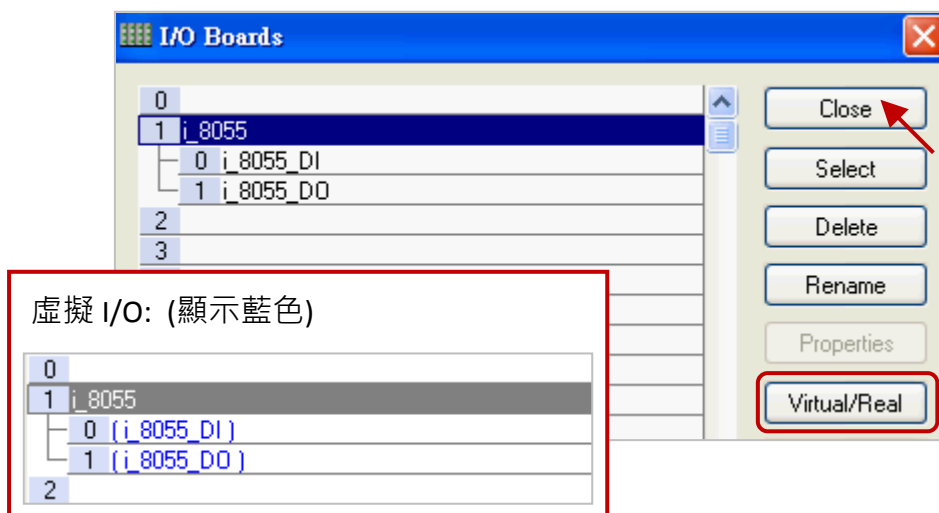 I/O Boards
0
1 i_8055
0 i_8055_DI
1 i_8055_DO
2
3
Close
Select
Delete
Rename
Properties
Virtual/Real
虛擬 I/O: (顯示藍色)
0
1 i_8055
0 (i_8055_DI)
1 (i_8055_DO)
2